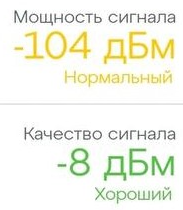 Мощность сигнала
-104 дБм
Нормальный
Качество сигнала
-8 дБм
Хороший